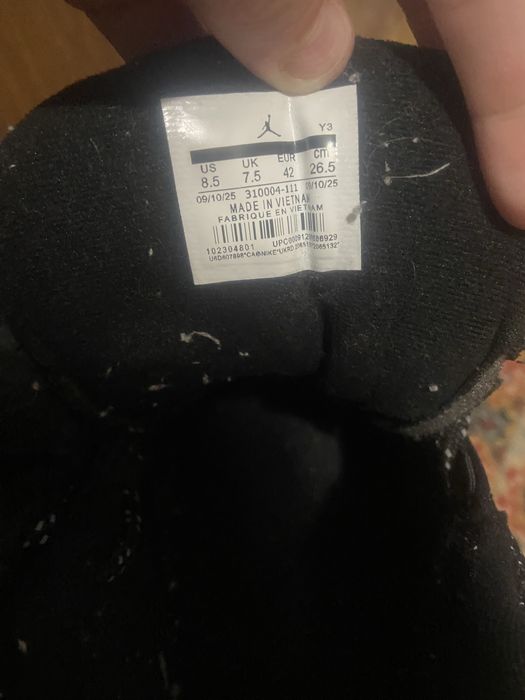 Y3
US UK EUR cm
8.5 7.5 42 26.5
09/10/25 310004-111 09/10/25
MADE IN VIETNAM
FABRIQUE EN VIETNAM
102304801